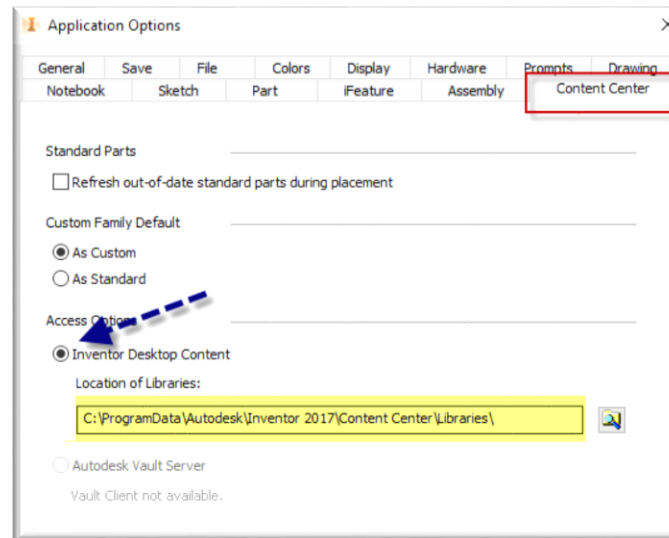 Application Options
General Save File Colors Display Hardware Prompts Drawing
Notebook Sketch Part iFeature Assembly Content Center
Standard Parts
Refresh out-of-date standard parts during placement
Custom Family Default
As Custom
As Standard
Access Options
Inventor Desktop Content
Location of Libraries:
C:\ProgramData\Autodesk\Inventor 2017\Content Center\Libraries\
Autodesk Vault Server
Vault Client not available.